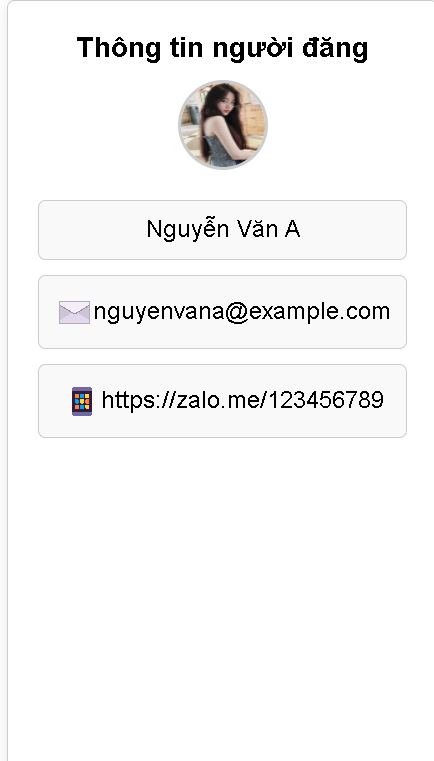 Thông tin người đăng
Nguyễn Văn A
nguyenvana@example.com
https://zalo.me/123456789